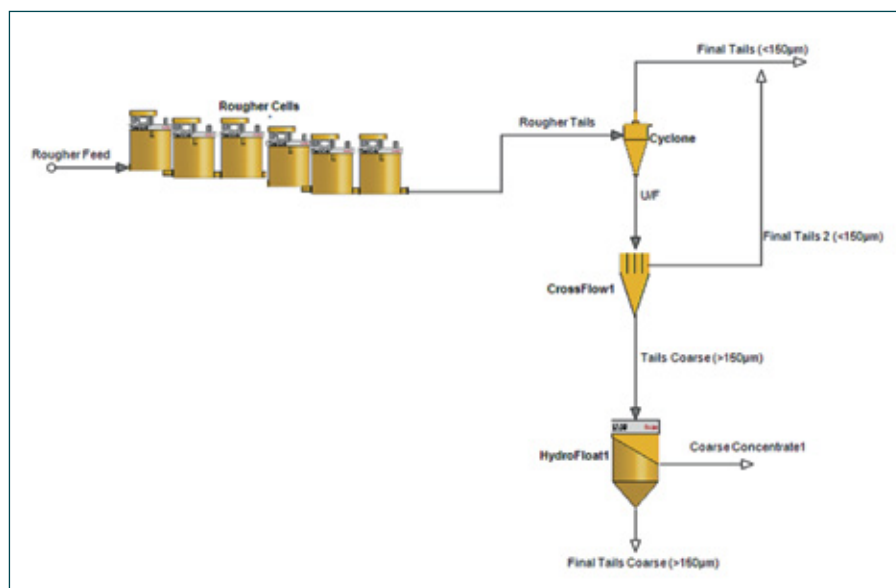 Final Tails (<150µm)
Rougher Cells
Rougher Tails
Cyclone
Rougher Feed
U/F
Final Tails 2 (<150µm)
CrossFlow1
Tails Coarse (>150µm)
HydroFloat1
Coarse Concentrate1
Final Tails Coarse (>150µm)